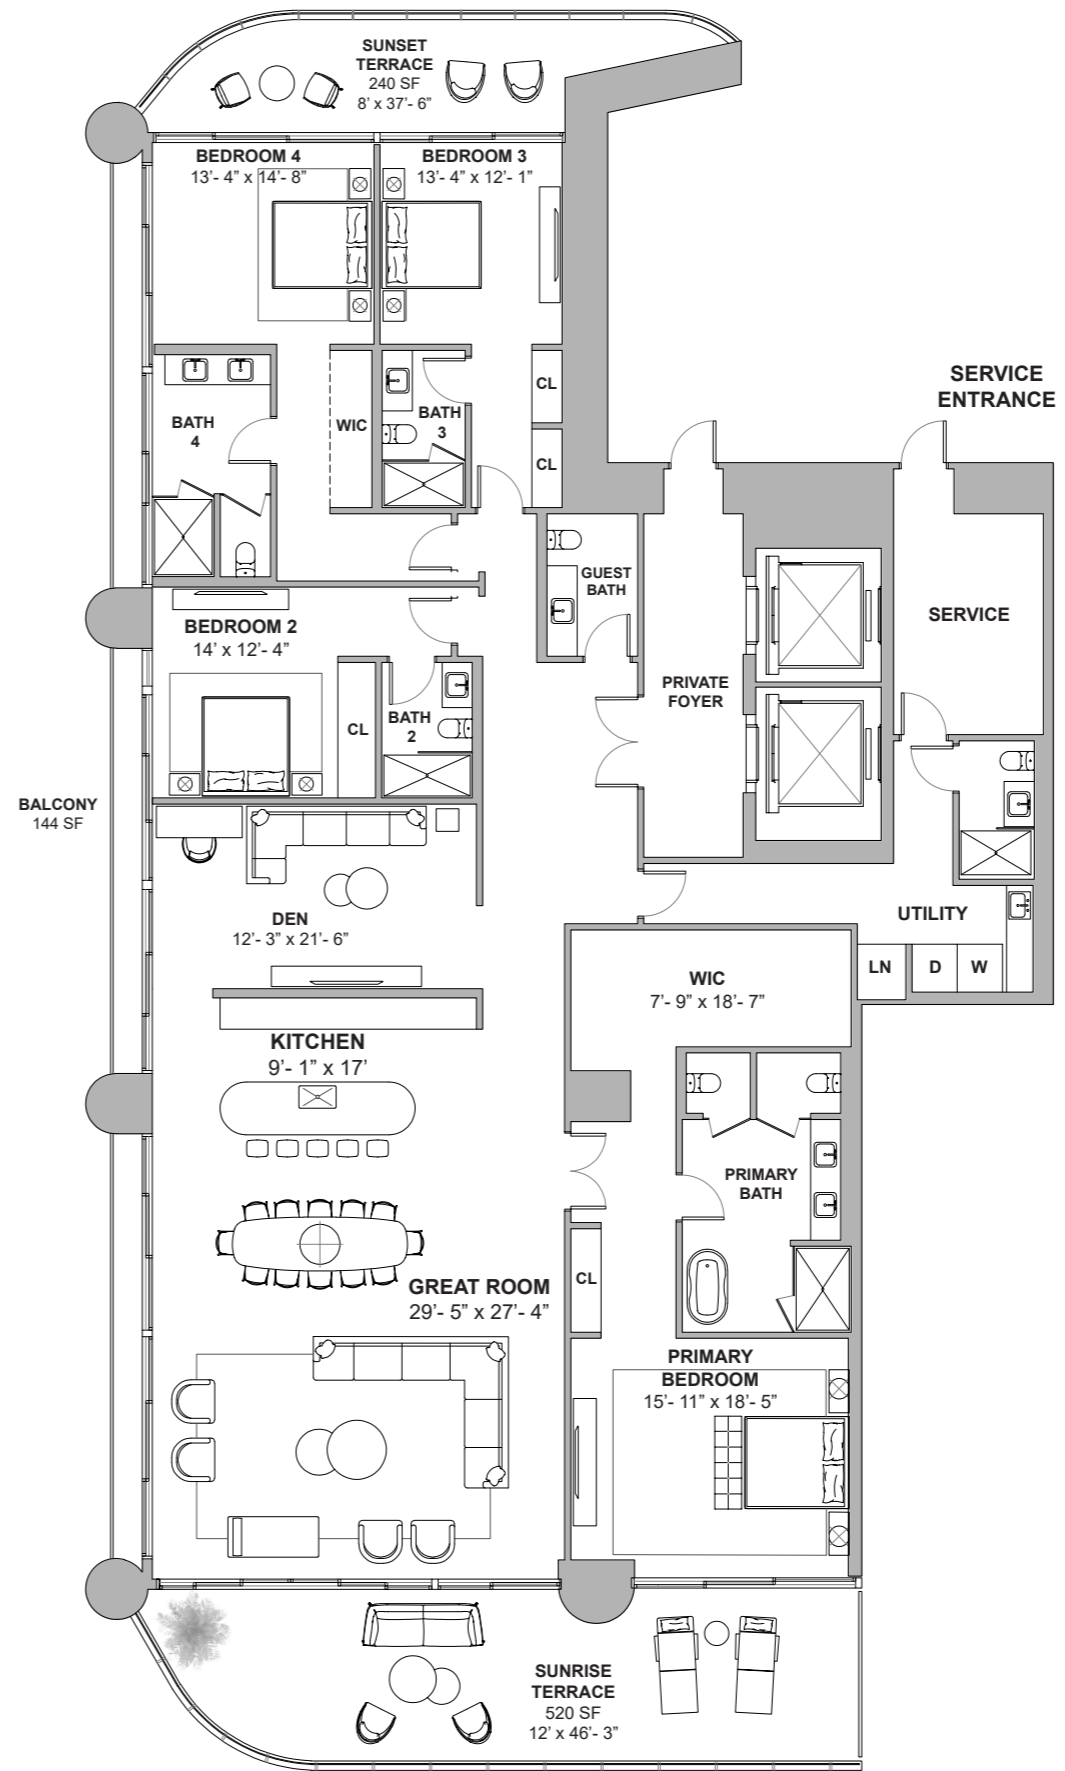 SUNSET
TERRACE
240 SF
8' x 37'- 6”
BEDROOM 4
13'- 4” x 14'- 8”
BEDROOM 3
13'- 4” x 12'- 1”
CL
SERVICE
ENTRANCE
BATH
4
WIC
BATH
3
CL
GUEST
BATH
SERVICE
BEDROOM 2
14' x 12'- 4”
PRIVATE
FOYER
BATH
2
CL
BALCONY
144 SF
DEN
12'- 3” x 21'- 6”
UTILITY
LN
D
W
WIC
7'- 9” x 18'- 7”
KITCHEN
9'- 1” x 17'
PRIMARY
BATH
CL
GREAT ROOM
29'- 5” x 27'- 4”
PRIMARY
BEDROOM
15'- 11” x 18'- 5”
SUNRISE
TERRACE
520 SF
12' x 46'- 3”